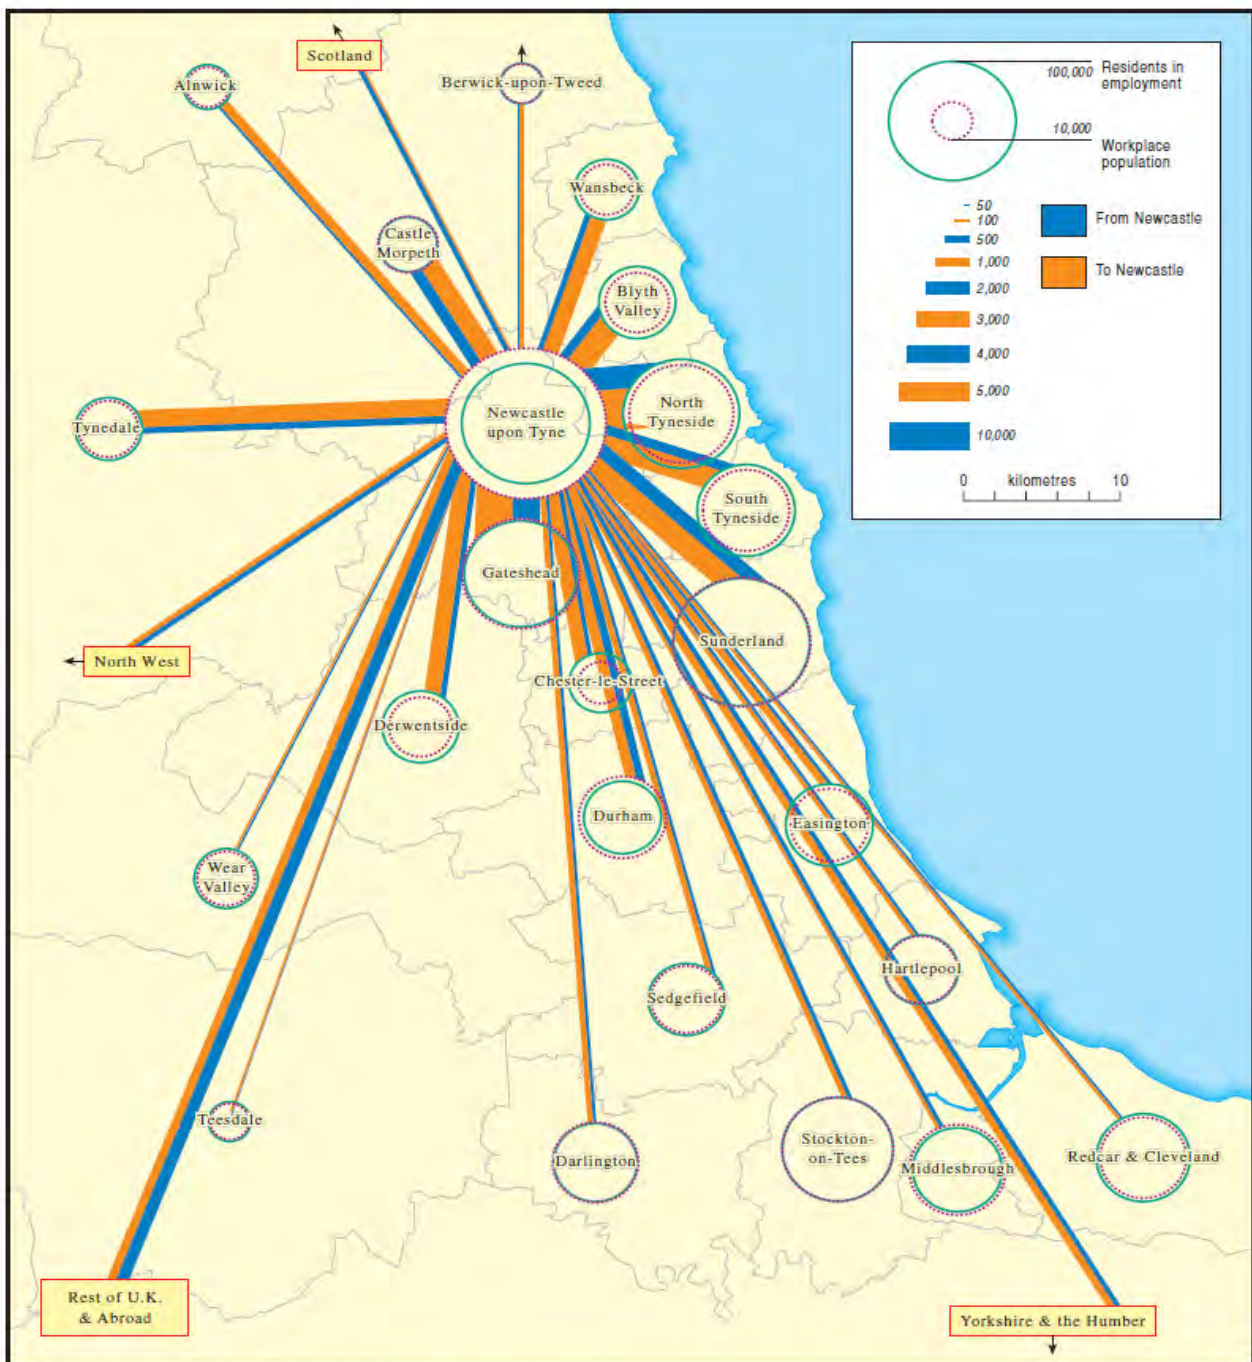 Scotland
Alnwick
Berwick-upon-Tweed
Wansbeck
Castle
Morpeth
Blyth
Valley
North
Tyneside
Newcastle
upon Tyne
Tynedale
South
Tyneside
Gateshead
Sunderland
North West
Chester-le-Street
Derwentside
Durham
Easington
Wear
Valley
Hartlepool
Sedgefield
Teesdale
Darlington
Stockton-
on-Tees
Middlesbrough
Redcar & Cleveland
Rest of U.K.
& Abroad
Yorkshire & the Humber
100,000
Residents in
employment
10,000
Workplace
population
50
100
500
1,000
2,000
3,000
4,000
5,000
10,000
From Newcastle
To Newcastle
0 kilometres 10